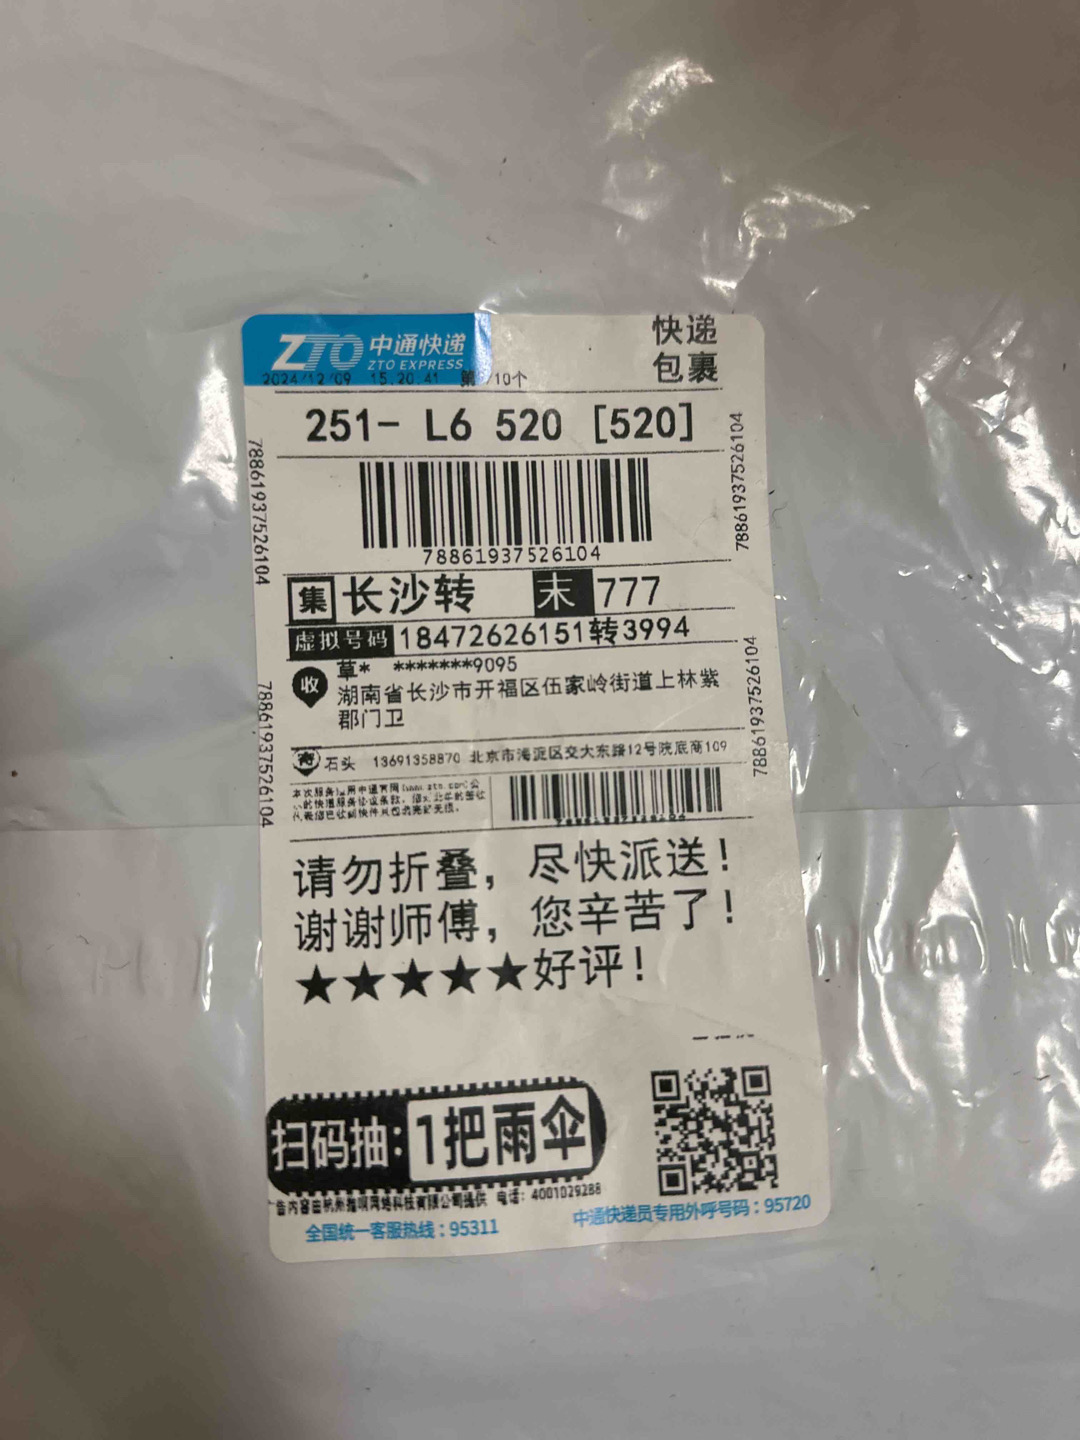 ZTO 中通快递
ZTO EXPRESS
快递
包裹
2024/12/09 15.20.41 第 /10个
251- L6 520 [520]
78861937526104
78861937526104
78861937526104
集 长沙转 末 777
虚拟号码 18472626151转3994
收 草* *******9095
湖南省长沙市开福区伍家岭街道上林紫
郡门卫
寄 石头 13691358870 北京市海淀区交大东路12号院底商109
78861937526104
78861937526104
请勿折叠，尽快派送！
谢谢师傅，您辛苦了！
★★★★★好评！
扫码抽：1把雨伞
电话：4001029288
全国统一客服热线：95311
中通快递员专用外呼号码：95720